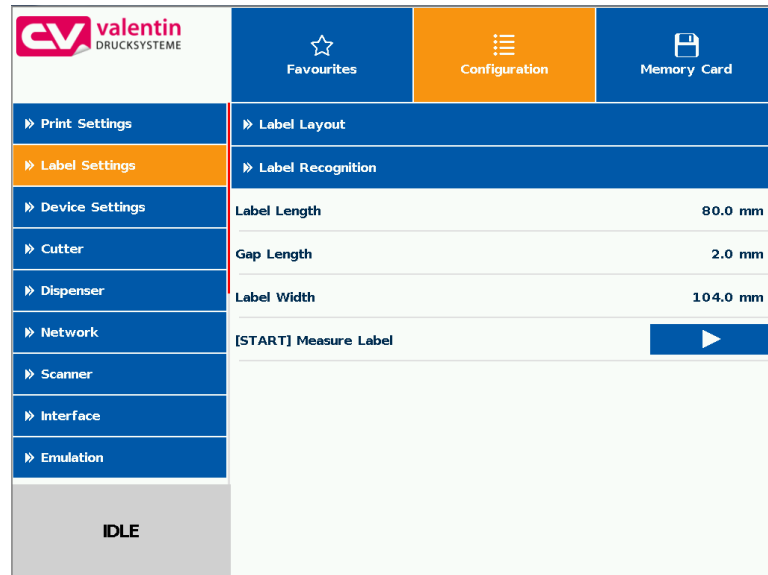 CV valentin
DRUCKSYSTEME
Favourites
Configuration
Memory Card
Print Settings
Label Settings
Device Settings
Cutter
Dispenser
Network
Scanner
Interface
Emulation
IDLE
Label Layout
Label Recognition
Label Length 80.0 mm
Gap Length 2.0 mm
Label Width 104.0 mm
[START] Measure Label